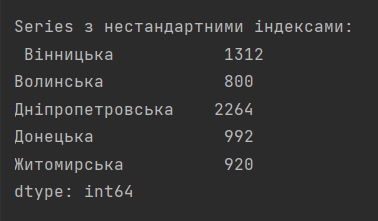 Series з нестандартними індексами:
 Вінницька           1312
Волинська            800
Дніпропетровська    2264
Донецька             992
Житомирська          920
dtype: int64